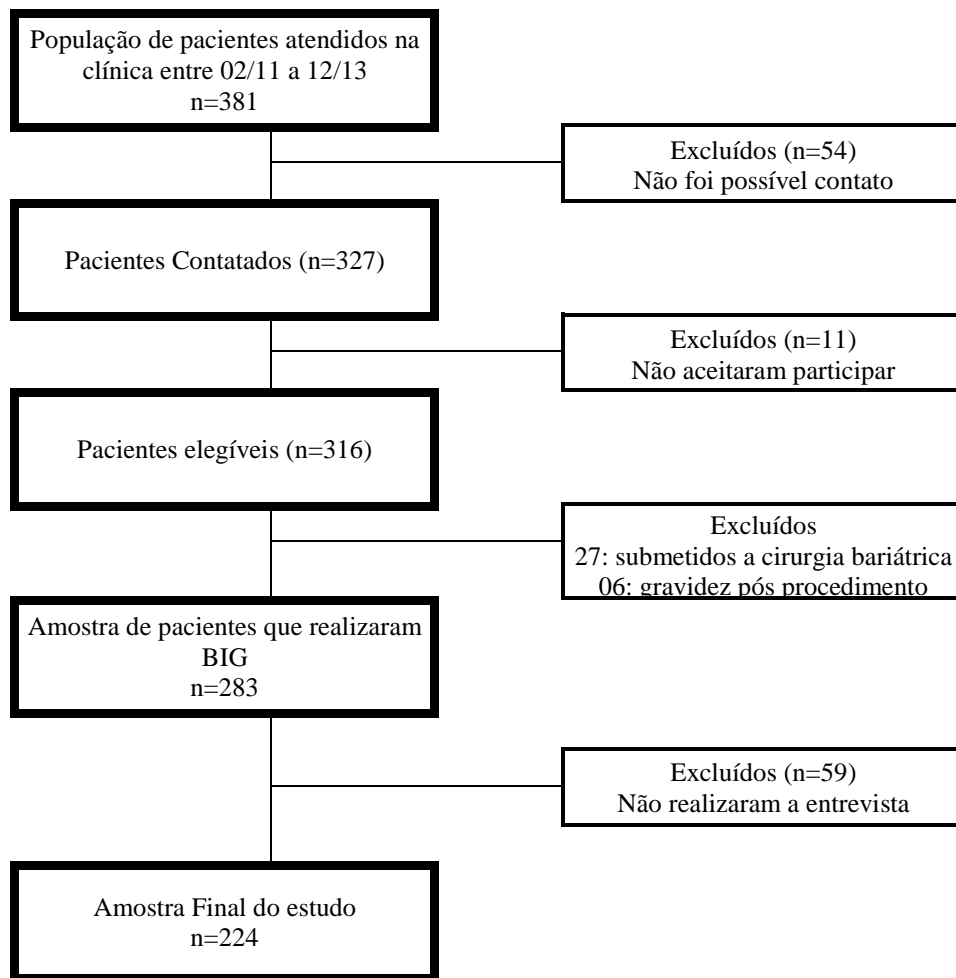 População de pacientes atendidos na
clínica entre 02/11 a 12/13
n=381
Excluídos (n=54)
Não foi possível contato
Pacientes Contatados (n=327)
Excluídos (n=11)
Não aceitaram participar
Pacientes elegíveis (n=316)
Excluídos
27: submetidos a cirurgia bariátrica
06: gravidez pós procedimento
Amostra de pacientes que realizaram
BIG
n=283
Excluídos (n=59)
Não realizaram a entrevista
Amostra Final do estudo
n=224